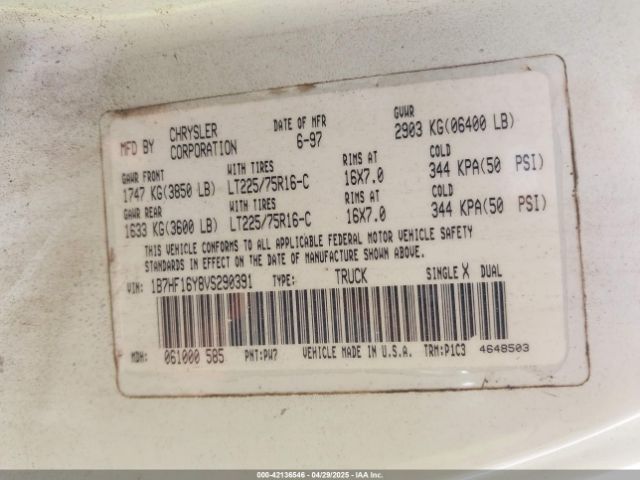 MFD BY CHRYSLER CORPORATION DATE OF MFR 6-97 GVWR 2903 KG(06400 LB)
GAWR FRONT WITH TIRES RIMS AT COLD
1747 KG(3850 LB) LT225/75R16-C 16X7.0 344 KPA(50 PSI)
GAWR REAR WITH TIRES RIMS AT COLD
1633 KG(3600 LB) LT225/75R16-C 16X7.0 344 KPA(50 PSI)
THIS VEHICLE CONFORMS TO ALL APPLICABLE FEDERAL MOTOR VEHICLE SAFETY
STANDARDS IN EFFECT ON THE DATE OF MANUFACTURE SHOWN ABOVE.
VIN: 1B7HF16Y8VS290391 TYPE: TRUCK SINGLE X DUAL
MDH: 061000 585 PNT:PW7 VEHICLE MADE IN U.S.A. TRM:P1C3 4648503
000-42136546 - 04/29/2025 - IAAI, Inc.